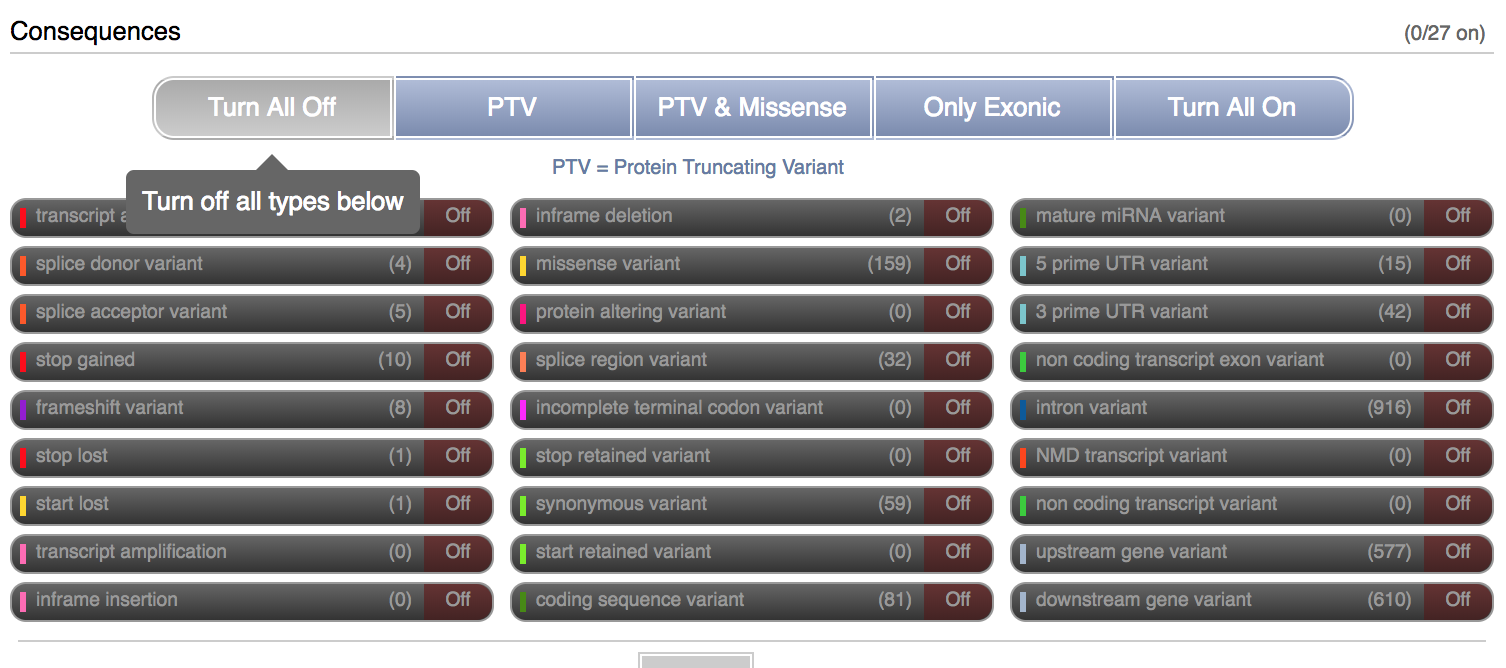 Consequences (0/27 on)
Turn All Off PTV PTV & Missense Only Exonic Turn All On
PTV = Protein Truncating Variant
Turn off all types below
transcript Off
splice donor variant (4) Off
splice acceptor variant (5) Off
stop gained (10) Off
frameshift variant (8) Off
stop lost (1) Off
start lost (1) Off
transcript amplification (0) Off
inframe insertion (0) Off
inframe deletion (2) Off
missense variant (159) Off
protein altering variant (0) Off
splice region variant (32) Off
incomplete terminal codon variant (0) Off
stop retained variant (0) Off
synonymous variant (59) Off
start retained variant (0) Off
coding sequence variant (81) Off
mature miRNA variant (0) Off
5 prime UTR variant (15) Off
3 prime UTR variant (42) Off
non coding transcript exon variant (0) Off
intron variant (916) Off
NMD transcript variant (0) Off
non coding transcript variant (0) Off
upstream gene variant (577) Off
downstream gene variant (610) Off